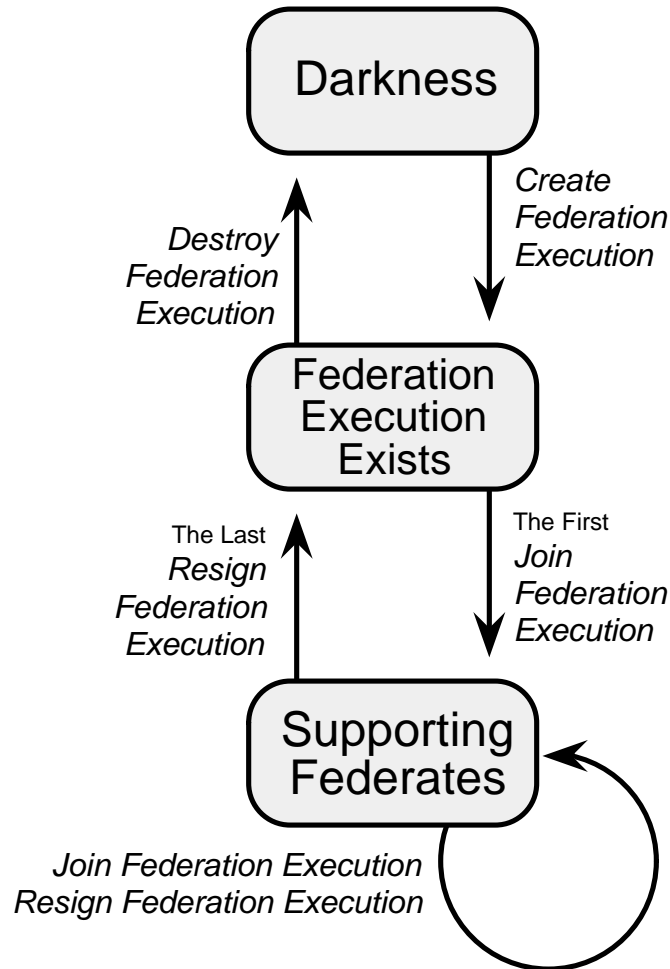 Darkness
Destroy
Federation
Execution
Create
Federation
Execution
Federation
Execution
Exists
The Last
Resign
Federation
Execution
The First
Join
Federation
Execution
Supporting
Federates
Join Federation Execution
Resign Federation Execution